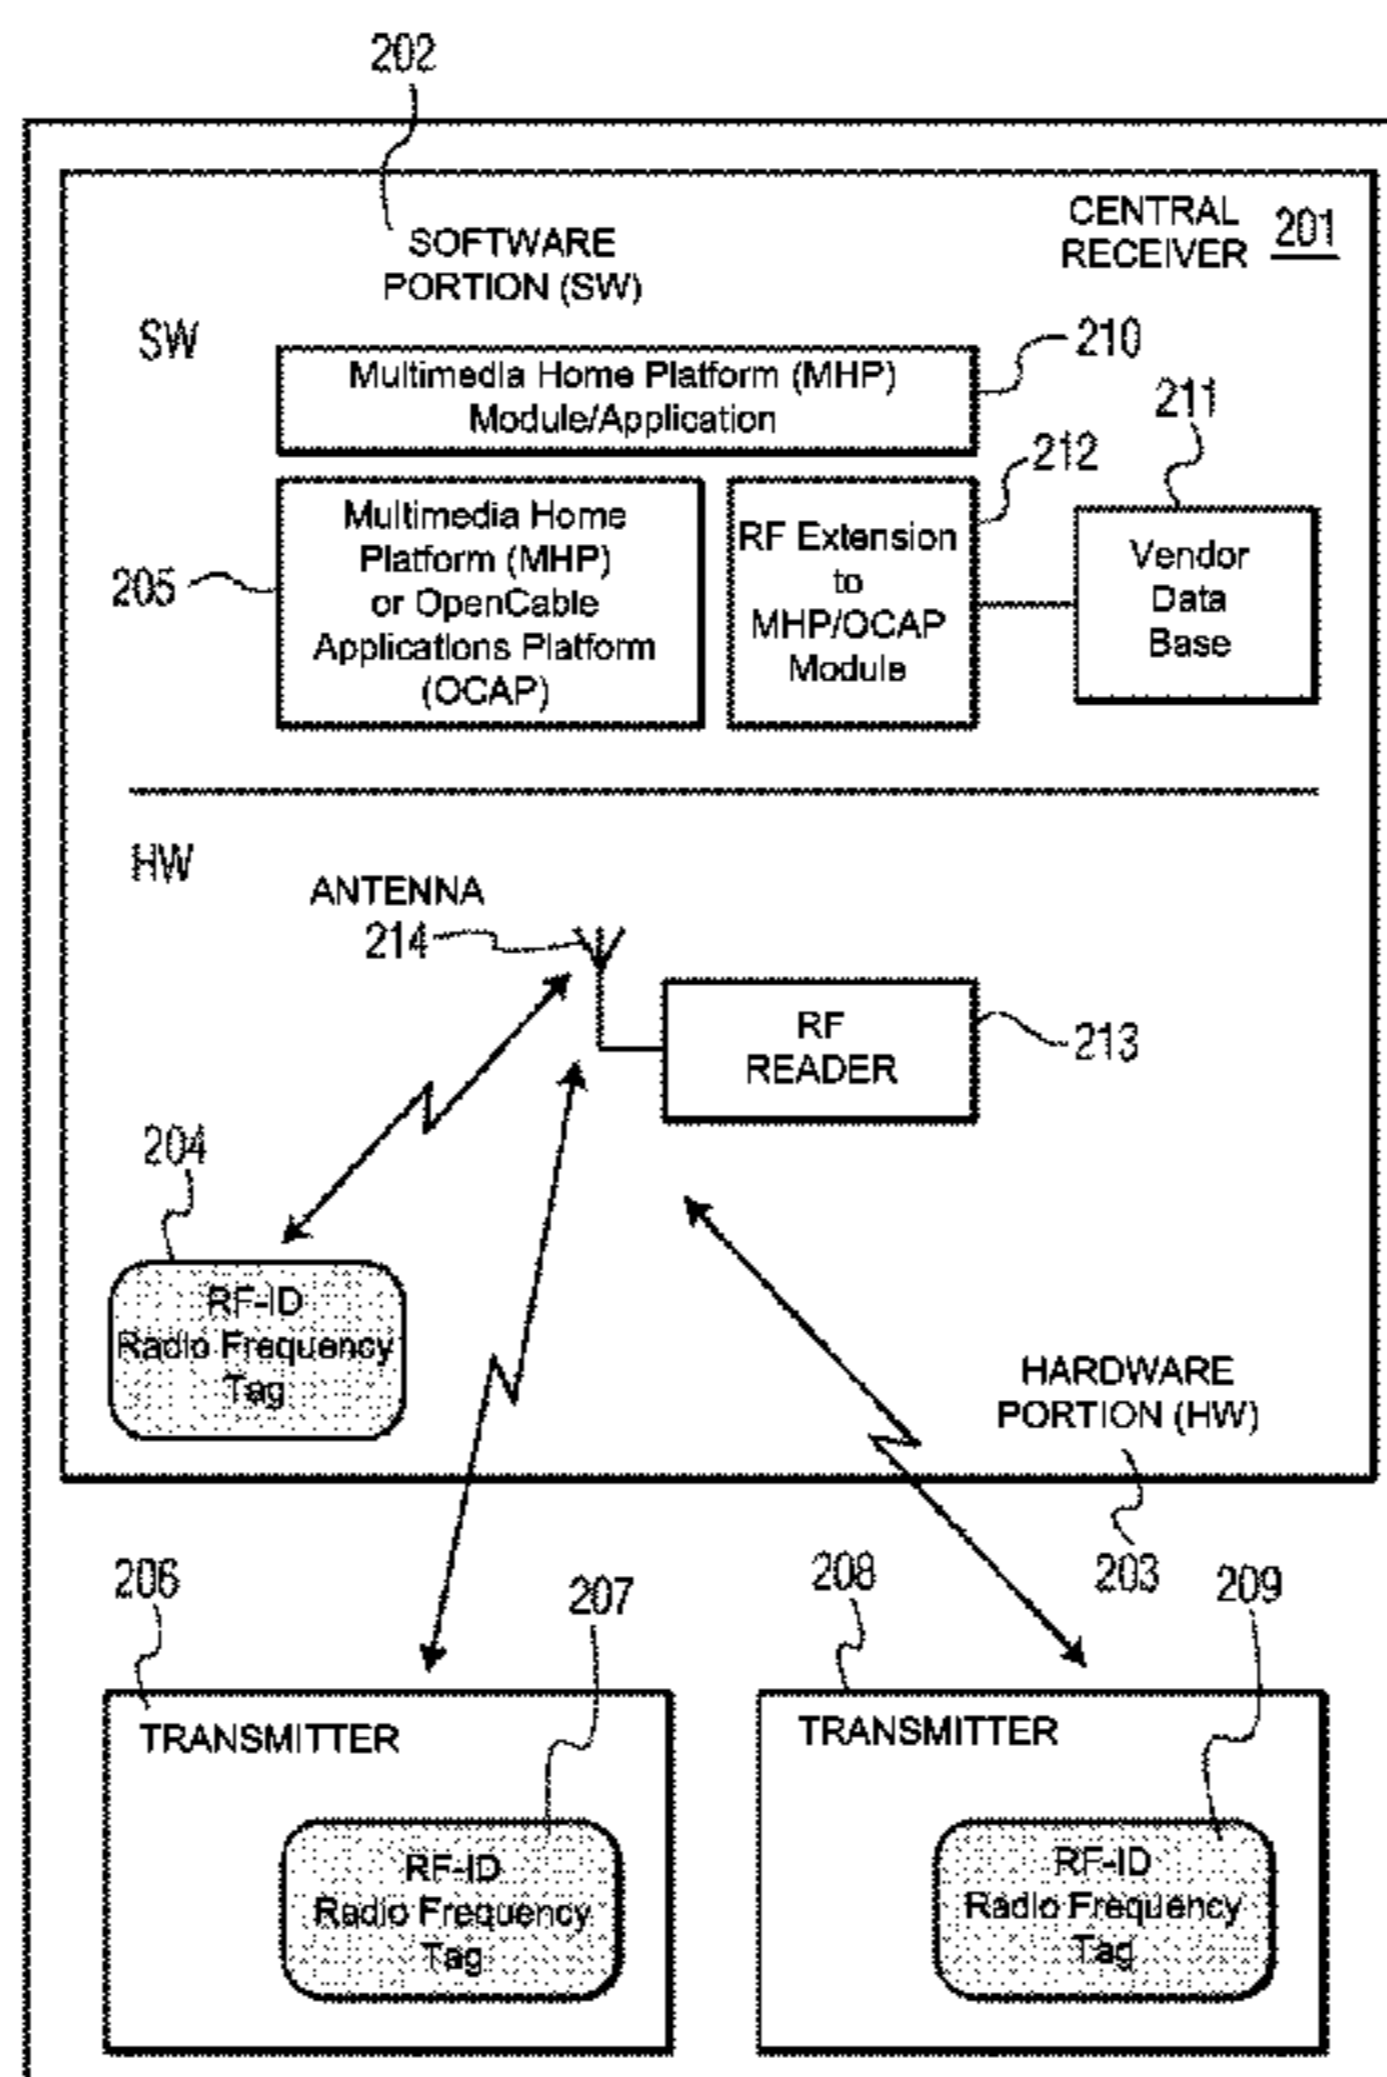 202
CENTRAL
RECEIVER 201
SOFTWARE
PORTION (SW)
SW
210
Multimedia Home Platform (MHP)
Module/Application
211
212
Multimedia Home
Platform (MHP)
or OpenCable
Applications Platform
(OCAP)
205
RF Extension
to
MHP/OCAP
Module
Vendor
Data
Base
HW
ANTENNA
214
RF
READER
213
204
RF-ID
Radio Frequency
Tag
HARDWARE
PORTION (HW)
203
206
207
208
209
TRANSMITTER
RF-ID
Radio Frequency
Tag
TRANSMITTER
RF-ID
Radio Frequency
Tag